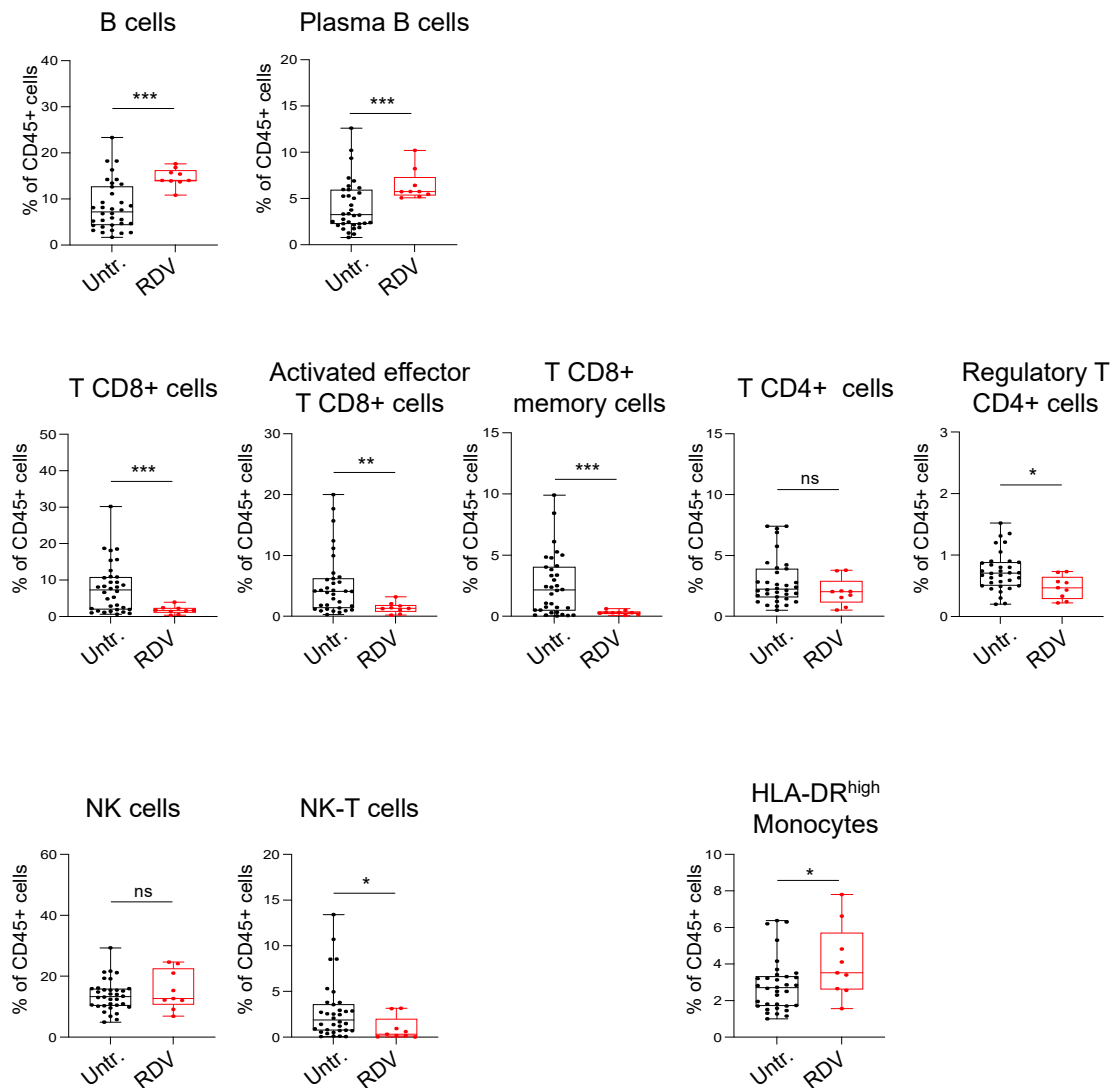 B cells
Plasma B cells
% of CD45+ cells
40
30
20
10
0
***
Untr.
RDV
% of CD45+ cells
20
15
10
5
0
***
Untr.
RDV
T CD8+ cells
Activated effector
T CD8+ cells
T CD8+
memory cells
T CD4+ cells
Regulatory T
CD4+ cells
% of CD45+ cells
50
40
30
20
10
0
***
Untr.
RDV
% of CD45+ cells
30
20
10
0
**
Untr.
RDV
% of CD45+ cells
15
10
5
0
***
Untr.
RDV
% of CD45+ cells
15
10
5
0
ns
Untr.
RDV
% of CD45+ cells
3
2
1
0
*
Untr.
RDV
NK cells
NK-T cells
HLA-DRhigh
Monocytes
% of CD45+ cells
60
40
20
0
ns
Untr.
RDV
% of CD45+ cells
20
15
10
5
0
*
Untr.
RDV
% of CD45+ cells
10
8
6
4
2
0
*
Untr.
RDV